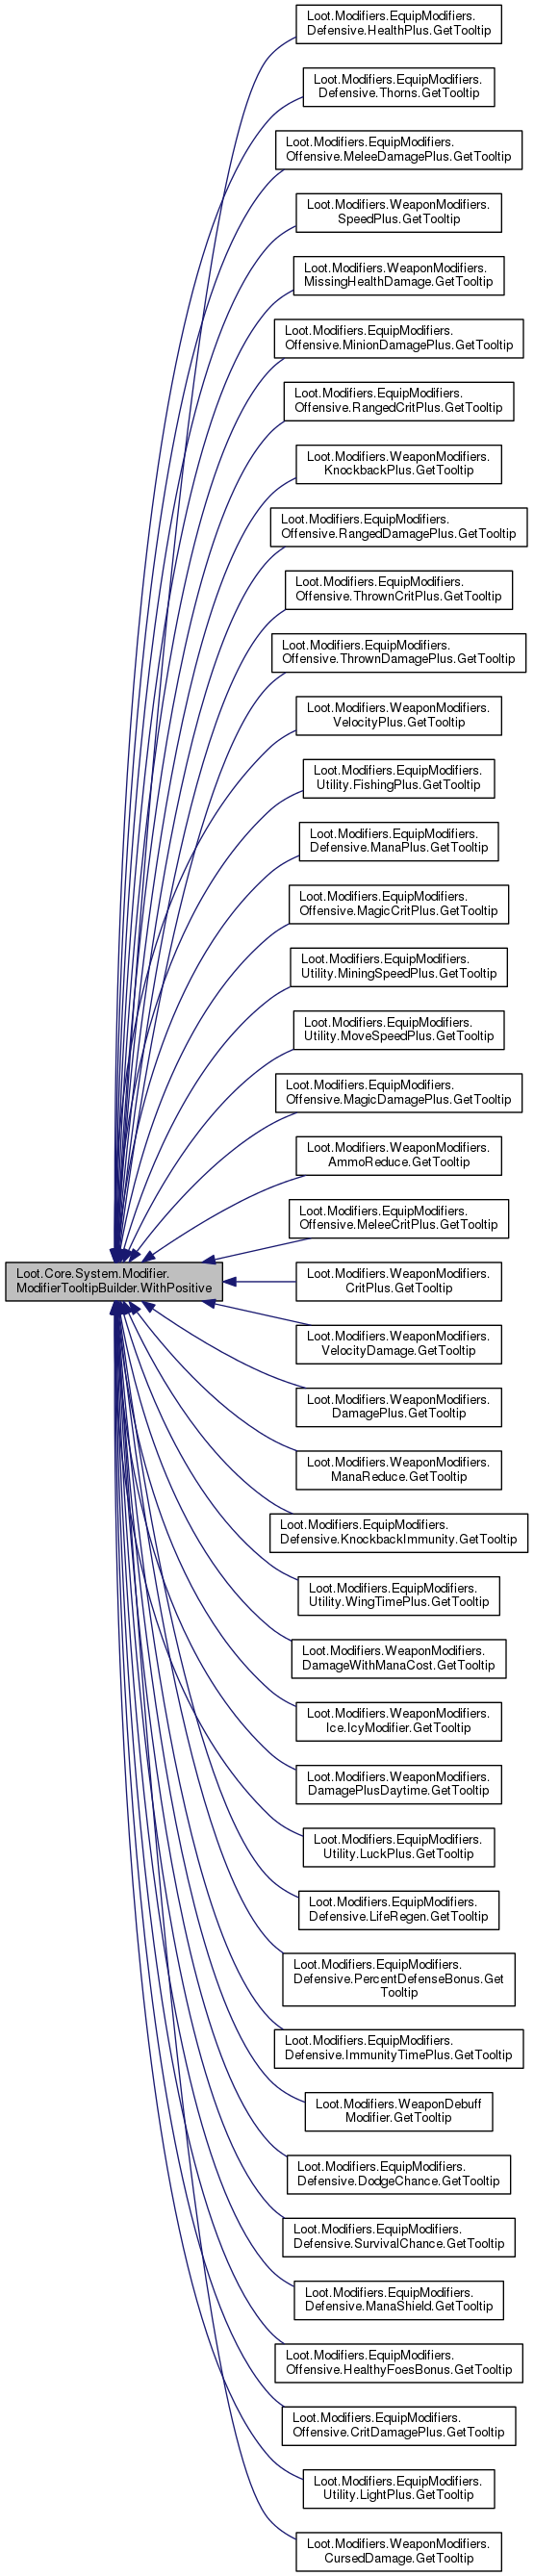 Loot.Modifiers.EquipModifiers.
Defensive.HealthPlus.GetTooltip
Loot.Modifiers.EquipModifiers.
Defensive.Thorns.GetTooltip
Loot.Modifiers.EquipModifiers.
Offensive.MeleeDamagePlus.GetTooltip
Loot.Modifiers.WeaponModifiers.
SpeedPlus.GetTooltip
Loot.Modifiers.WeaponModifiers.
MissingHealthDamage.GetTooltip
Loot.Modifiers.EquipModifiers.
Offensive.MinionDamagePlus.GetTooltip
Loot.Modifiers.EquipModifiers.
Offensive.RangedCritPlus.GetTooltip
Loot.Modifiers.WeaponModifiers.
KnockbackPlus.GetTooltip
Loot.Modifiers.EquipModifiers.
Offensive.RangedDamagePlus.GetTooltip
Loot.Modifiers.EquipModifiers.
Offensive.ThrownCritPlus.GetTooltip
Loot.Modifiers.EquipModifiers.
Offensive.ThrownDamagePlus.GetTooltip
Loot.Modifiers.WeaponModifiers.
VelocityPlus.GetTooltip
Loot.Modifiers.EquipModifiers.
Utility.FishingPlus.GetTooltip
Loot.Modifiers.EquipModifiers.
Defensive.ManaPlus.GetTooltip
Loot.Modifiers.EquipModifiers.
Offensive.MagicCritPlus.GetTooltip
Loot.Modifiers.EquipModifiers.
Utility.MiningSpeedPlus.GetTooltip
Loot.Modifiers.EquipModifiers.
Utility.MoveSpeedPlus.GetTooltip
Loot.Modifiers.EquipModifiers.
Offensive.MagicDamagePlus.GetTooltip
Loot.Modifiers.WeaponModifiers.
AmmoReduce.GetTooltip
Loot.Modifiers.EquipModifiers.
Offensive.MeleeCritPlus.GetTooltip
Loot.Core.System.Modifier.
ModifierTooltipBuilder.WithPositive
Loot.Modifiers.WeaponModifiers.
CritPlus.GetTooltip
Loot.Modifiers.WeaponModifiers.
VelocityDamage.GetTooltip
Loot.Modifiers.WeaponModifiers.
DamagePlus.GetTooltip
Loot.Modifiers.WeaponModifiers.
ManaReduce.GetTooltip
Loot.Modifiers.EquipModifiers.
Defensive.KnockbackImmunity.GetTooltip
Loot.Modifiers.EquipModifiers.
Utility.WingTimePlus.GetTooltip
Loot.Modifiers.WeaponModifiers.
DamageWithManaCost.GetTooltip
Loot.Modifiers.WeaponModifiers.
Ice.IcyModifier.GetTooltip
Loot.Modifiers.WeaponModifiers.
DamagePlusDaytime.GetTooltip
Loot.Modifiers.EquipModifiers.
Utility.LuckPlus.GetTooltip
Loot.Modifiers.EquipModifiers.
Defensive.LifeRegen.GetTooltip
Loot.Modifiers.EquipModifiers.
Defensive.PercentDefenseBonus.Get
Tooltip
Loot.Modifiers.EquipModifiers.
Defensive.ImmunityTimePlus.GetTooltip
Loot.Modifiers.WeaponDebuff
Modifier.GetTooltip
Loot.Modifiers.EquipModifiers.
Defensive.DodgeChance.GetTooltip
Loot.Modifiers.EquipModifiers.
Defensive.SurvivalChance.GetTooltip
Loot.Modifiers.EquipModifiers.
Defensive.ManaShield.GetTooltip
Loot.Modifiers.EquipModifiers.
Offensive.HealthyFoesBonus.GetTooltip
Loot.Modifiers.EquipModifiers.
Offensive.CritDamagePlus.GetTooltip
Loot.Modifiers.EquipModifiers.
Utility.LightPlus.GetTooltip
Loot.Modifiers.WeaponModifiers.
CursedDamage.GetTooltip